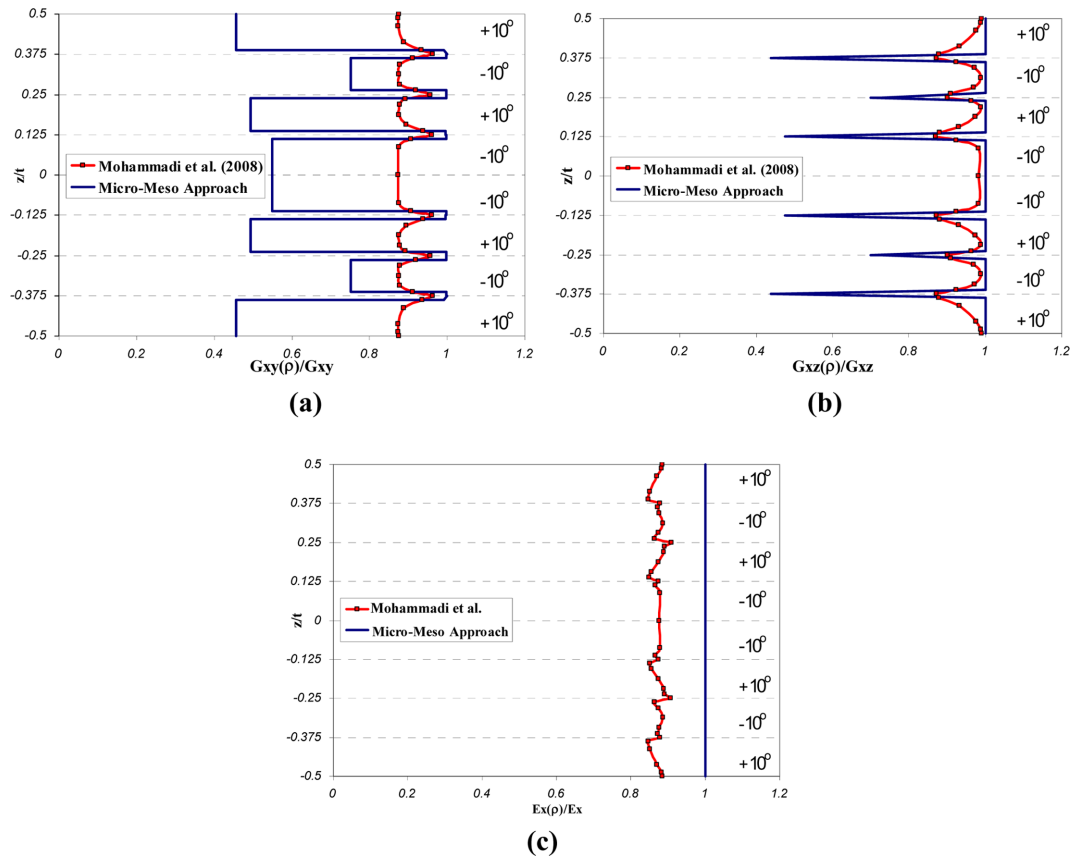 0.5
0.375
0.25
0.125
0
-0.125
-0.25
-0.375
-0.5
z/t
+10°
-10°
+10°
-10°
-10°
+10°
-10°
+10°
Mohammadi et al. (2008)
Micro-Meso Approach
0 0.2 0.4 0.6 0.8 1 1.2
Gxy(ρ)/Gxy
(a)
0.5
0.375
0.25
0.125
0
-0.125
-0.25
-0.375
-0.5
z/t
+10°
-10°
+10°
-10°
-10°
+10°
-10°
+10°
Mohammadi et al. (2008)
Micro-Meso Approach
0 0.2 0.4 0.6 0.8 1 1.2
Gxz(ρ)/Gxz
(b)
0.5
0.375
0.25
0.125
0
-0.125
-0.25
-0.375
-0.5
z/t
+10°
-10°
+10°
-10°
-10°
+10°
-10°
+10°
Mohammadi et al.
Micro-Meso Approach
0 0.2 0.4 0.6 0.8 1 1.2
Ex(ρ)/Ex
(c)